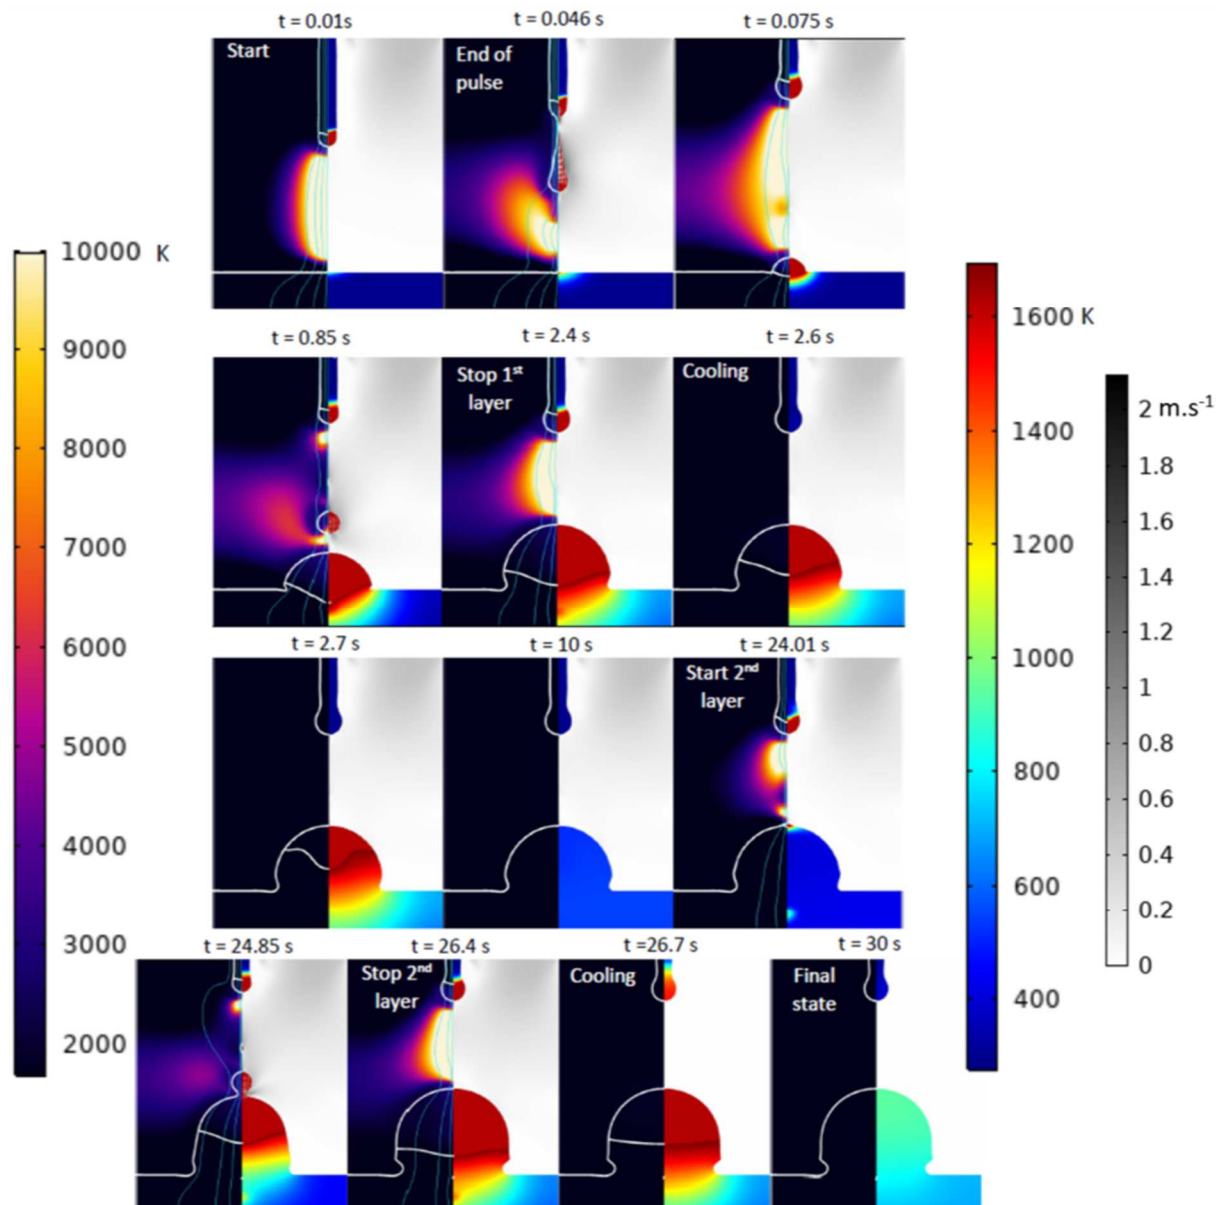 t = 0.01s
t = 0.046 s
t = 0.075 s
Start
End of
pulse
10000 K
9000
8000
7000
6000
5000
4000
3000
2000
t = 0.85 s
t = 2.4 s
t = 2.6 s
Stop 1st
layer
Cooling
t = 2.7 s
t = 10 s
t = 24.01 s
Start 2nd
layer
t = 24.85 s
t = 26.4 s
t =26.7 s
t = 30 s
Stop 2nd
layer
Cooling
Final
state
1600 K
1400
1200
1000
800
600
400
2 m.s-1
1.8
1.6
1.4
1.2
1
0.8
0.6
0.4
0.2
0